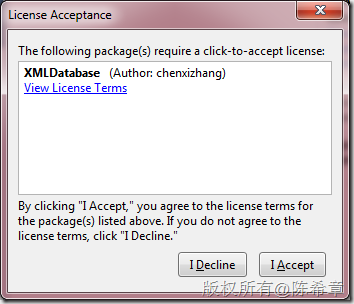 License Acceptance
The following package(s) require a click-to-accept license:
XMLDatabase (Author: chenxizhang)
View License Terms
By clicking "I Accept," you agree to the license terms for
the package(s) listed above. If you do not agree to the
license terms, click "I Decline."
I Decline I Accept
版权所有@陈希章